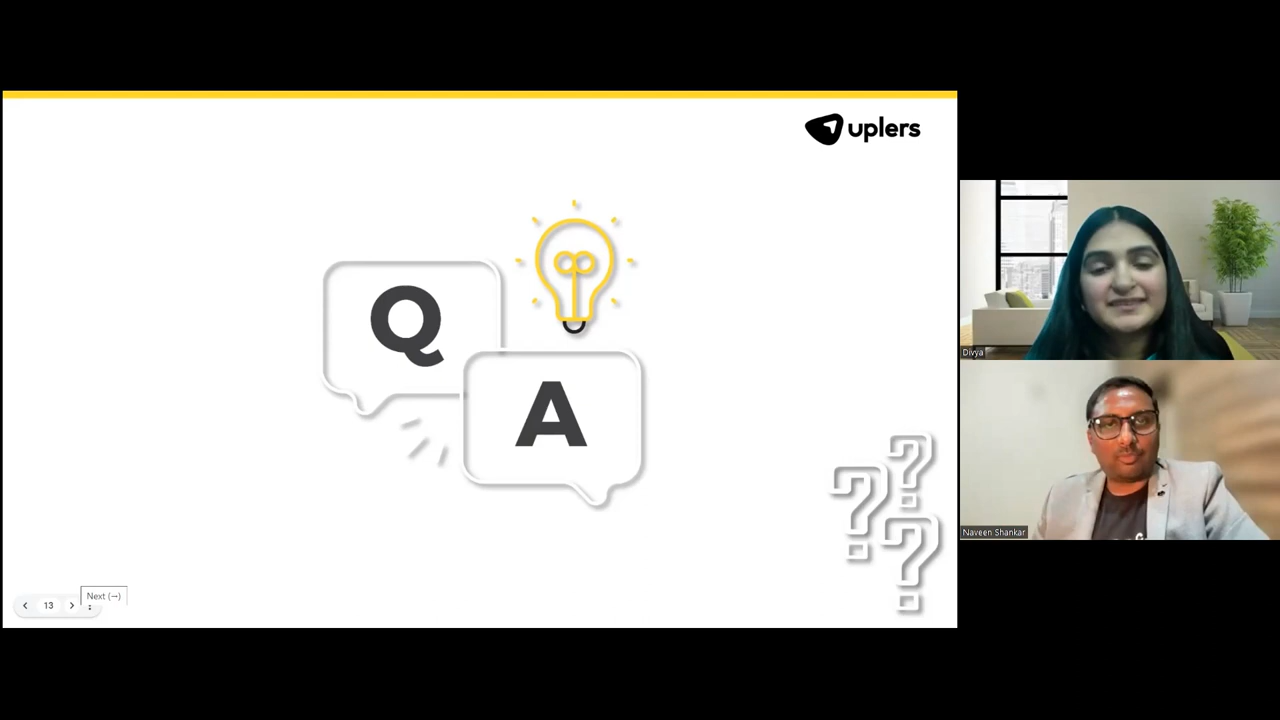 uplers
Q
A
???
Divya
Naveen Shankar
13
Next (→)